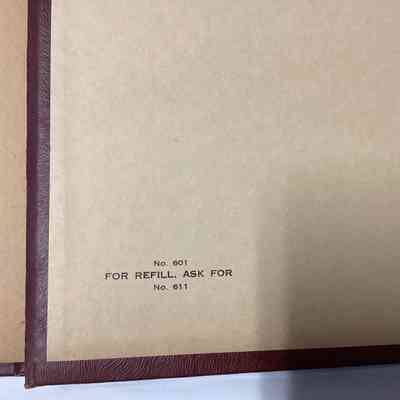 No. 601
FOR REFILL, ASK FOR
No. 611